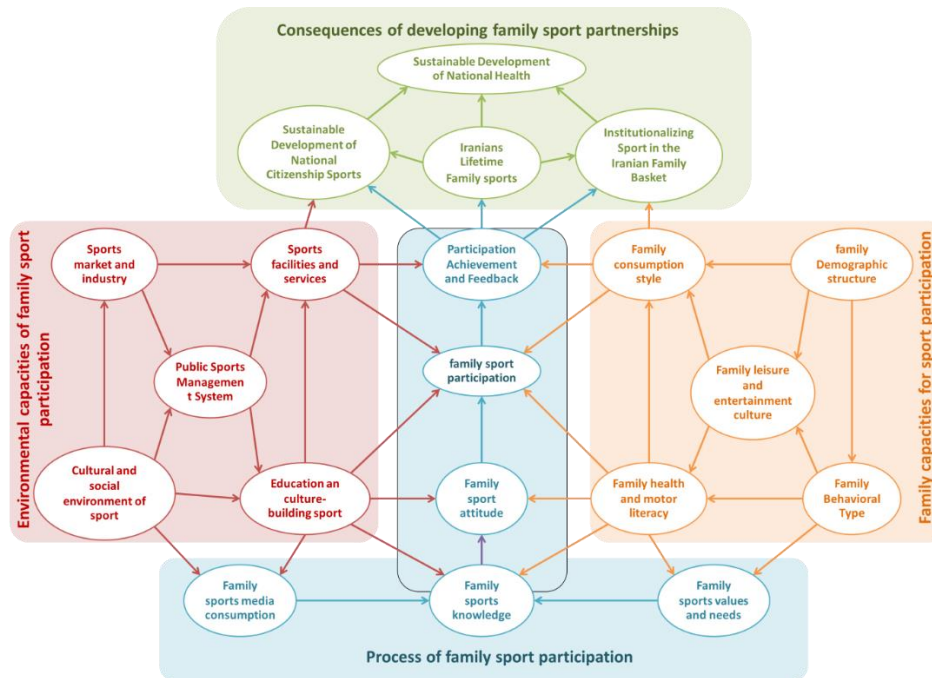 Consequences of developing family sport partnerships
Sustainable Development
of National Health
Sustainable
Development of
National
Citizenship Sports
Iranians
Lifetime
Family sports
Institutionalizing
Sport in the
Iranian Family
Basket
Environmental capacities of family sport
participation
Sports
market and
industry
Sports
facilities and
services
Participation
Achievement
and Feedback
Family
consumption
style
family
Demographic
structure
Public Sports
Managemen
t System
family sport
participation
Family leisure
and
entertainment
culture
Cultural and
social
environment of
sport
Education an
culture-
building sport
Family
sport
attitude
Family health
and motor
literacy
Family
Behavioral
Type
Family capacities for sport participation
Family
sports media
consumption
Family
sports
knowledge
Family
sports values
and needs
Process of family sport participation